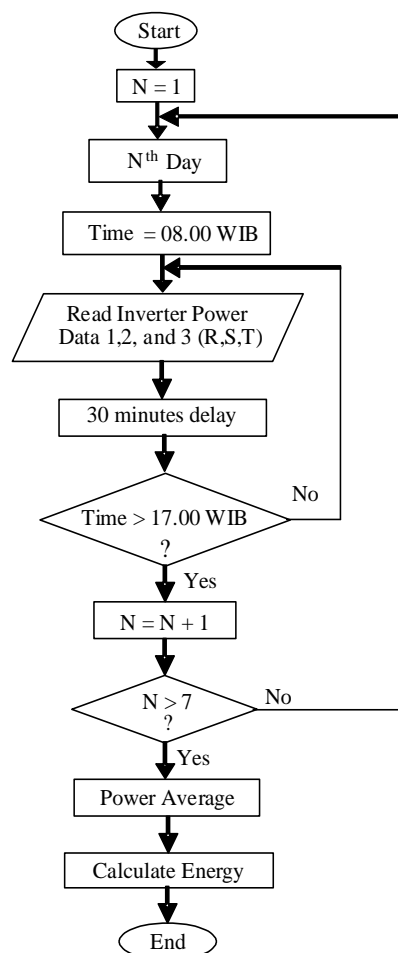 Start
N = 1
Nth Day
Time = 08.00 WIB
Read Inverter Power
Data 1,2, and 3 (R,S,T)
30 minutes delay
Time > 17.00 WIB
?
No
Yes
N = N + 1
N > 7
?
No
Yes
Power Average
Calculate Energy
End